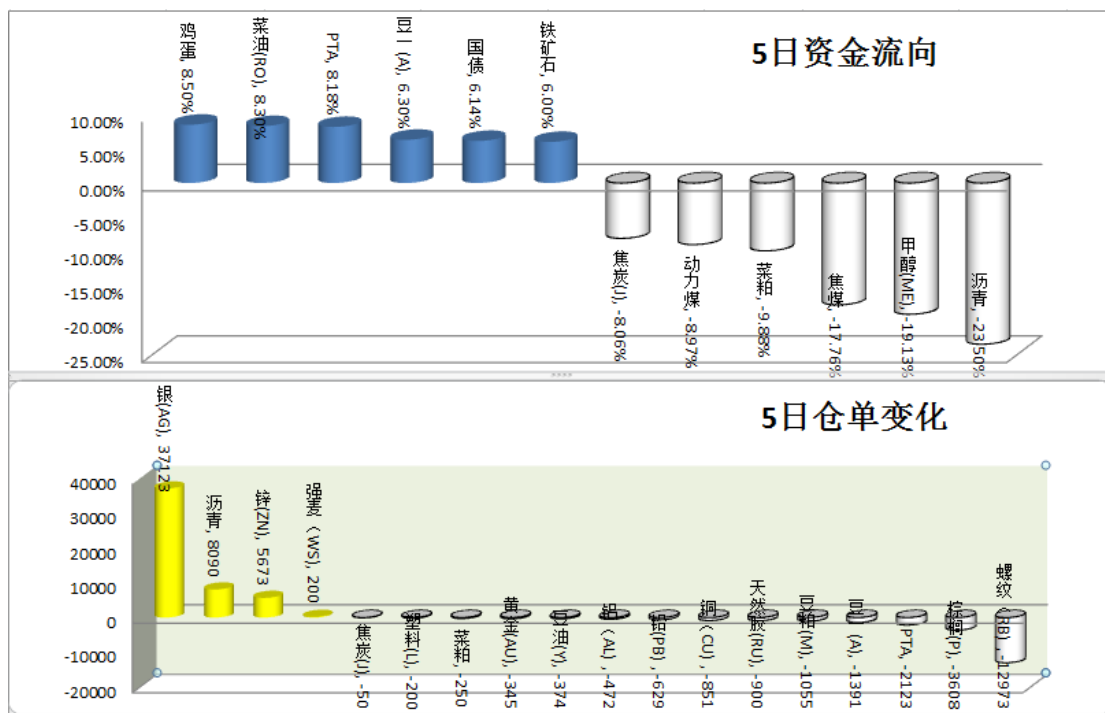 5日资金流向
鸡蛋, 8.50%
菜油(RO), 8.30%
PTA, 8.18%
豆一(A), 6.30%
国债, 6.14%
铁矿石, 6.00%
焦炭(J), -8.06%
动力煤, -8.97%
菜粕, -9.88%
焦煤, -17.76%
甲醇(ME), -19.13%
沥青, -23.50%
10.00%
5.00%
0.00%
-5.00%
-10.00%
-15.00%
-20.00%
-25.00%
5日仓单变化
银(AG), 37123
沥青, 8090
锌(ZN), 5673
强麦（WS), 200
焦炭(J), -50
塑料(L), -200
菜粕, -250
黄金(AU), -345
豆油(Y), -374
铝（AL), -472
铅(PB) , -629
铜（CU) , -851
天然胶(RU), -900
豆粕(M), -1055
豆一(A), -1391
PTA, -2123
棕榈(P), -3608
螺纹（RB) , -12973
40000
30000
20000
10000
0
-10000
-20000